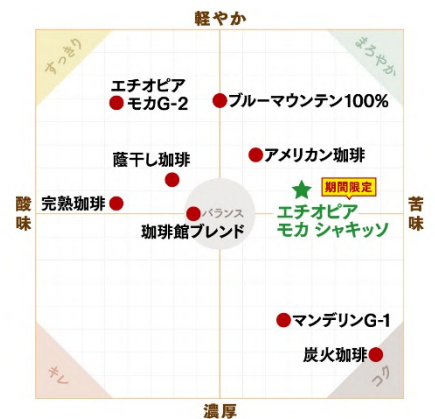 軽やか
すっきり
まろやか
エチオピア
モカG-2
ブルーマウンテン100%
アメリカン珈琲
蔭干し珈琲
期間限定
エチオピア
モカ シャキッソ
完熟珈琲
バランス
珈琲館ブレンド
酸味
苦味
マンデリンG-1
炭火珈琲
キレ
コク
濃厚